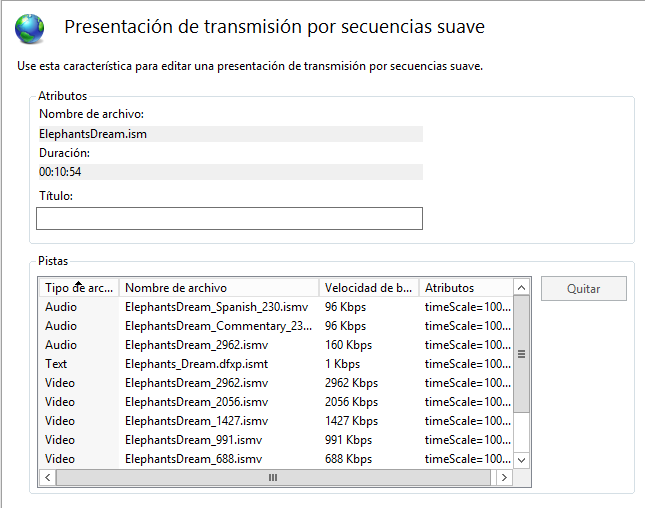 Presentación de transmisión por secuencias suave
Use esta característica para editar una presentación de transmisión por secuencias suave.
Atributos
Nombre de archivo:
ElephantsDream.ism
Duración:
00:10:54
Título:
Pistas
Tipo de arc... Nombre de archivo Velocidad de b... Atributos
Quitar
Audio ElephantsDream_Spanish_230.ismv 96 Kbps timeScale=100...
Audio ElephantsDream_Commentary_23... 96 Kbps timeScale=100...
Audio ElephantsDream_2962.ismv 160 Kbps timeScale=100...
Text Elephants_Dream.dfxp.ismt 1 Kbps timeScale=100...
Video ElephantsDream_2962.ismv 2962 Kbps timeScale=100...
Video ElephantsDream_2056.ismv 2056 Kbps timeScale=100...
Video ElephantsDream_1427.ismv 1427 Kbps timeScale=100...
Video ElephantsDream_991.ismv 991 Kbps timeScale=100...
Video ElephantsDream_688.ismv 688 Kbps timeScale=100...